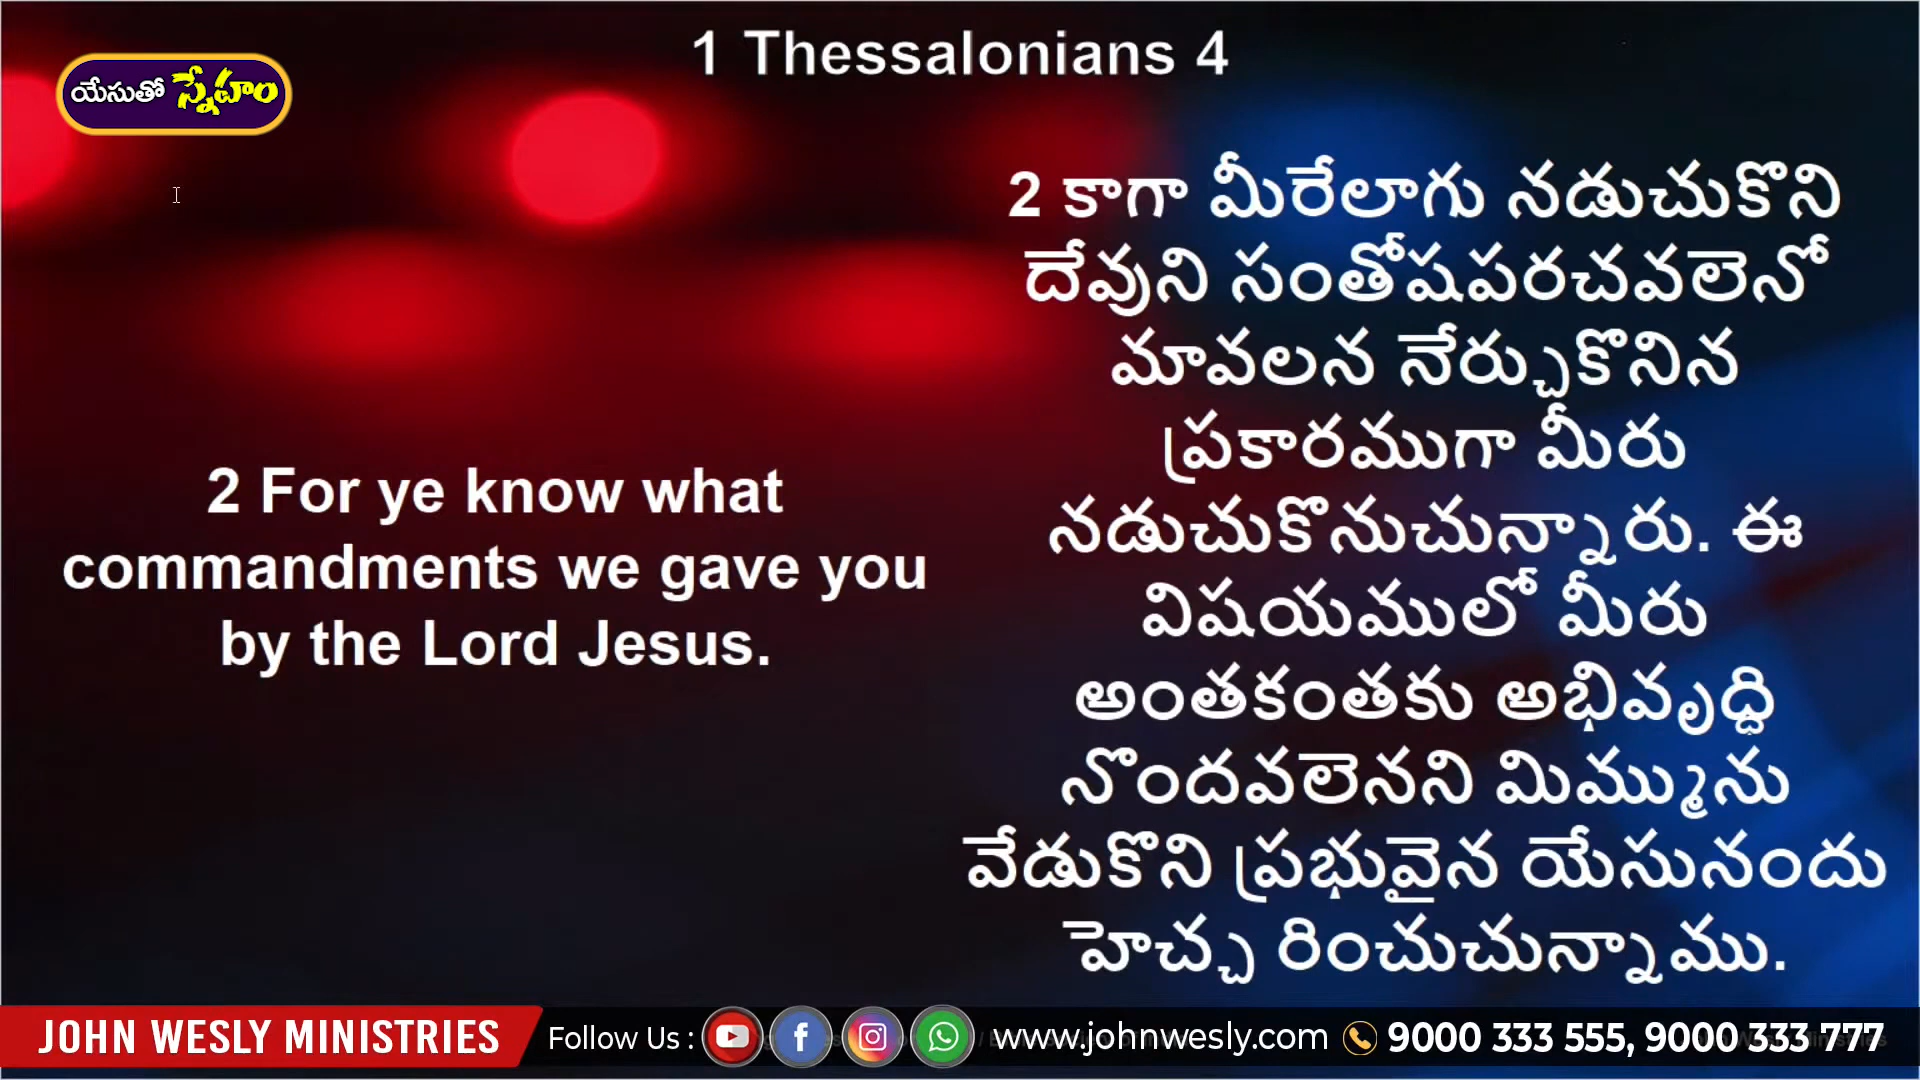 1 Thessalonians 4
యేసుతో స్నేహం
2 For ye know what
commandments we gave you
by the Lord Jesus.
2 కాగా మీరేలాగు నడుచుకొని
దేవుని సంతోషపరచవలెనో
మావలన నేర్చుకొనిన
ప్రకారముగా మీరు
నడుచుకొనుచున్నారు. ఈ
విషయములో మీరు
అంతకంతకు అభివృద్ధి
నొందవలెనని మిమ్మును
వేడుకొని ప్రభువైన యేసునందు
హెచ్చ రించుచున్నాము.
JOHN WESLY MINISTRIES Follow Us : www.johnwesly.com 9000 333 555, 9000 333 777